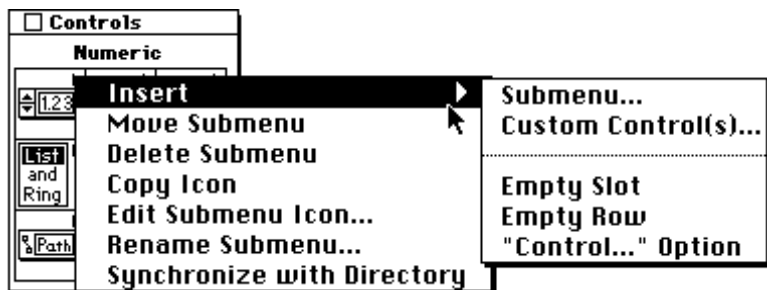 Controls
Numeric
1.23
List
and
Ring
Path
Insert
Move Submenu
Delete Submenu
Copy Icon
Edit Submenu Icon...
Rename Submenu...
Synchronize with Directory
Submenu...
Custom Control(s)...
Empty Slot
Empty Row
"Control..." Option